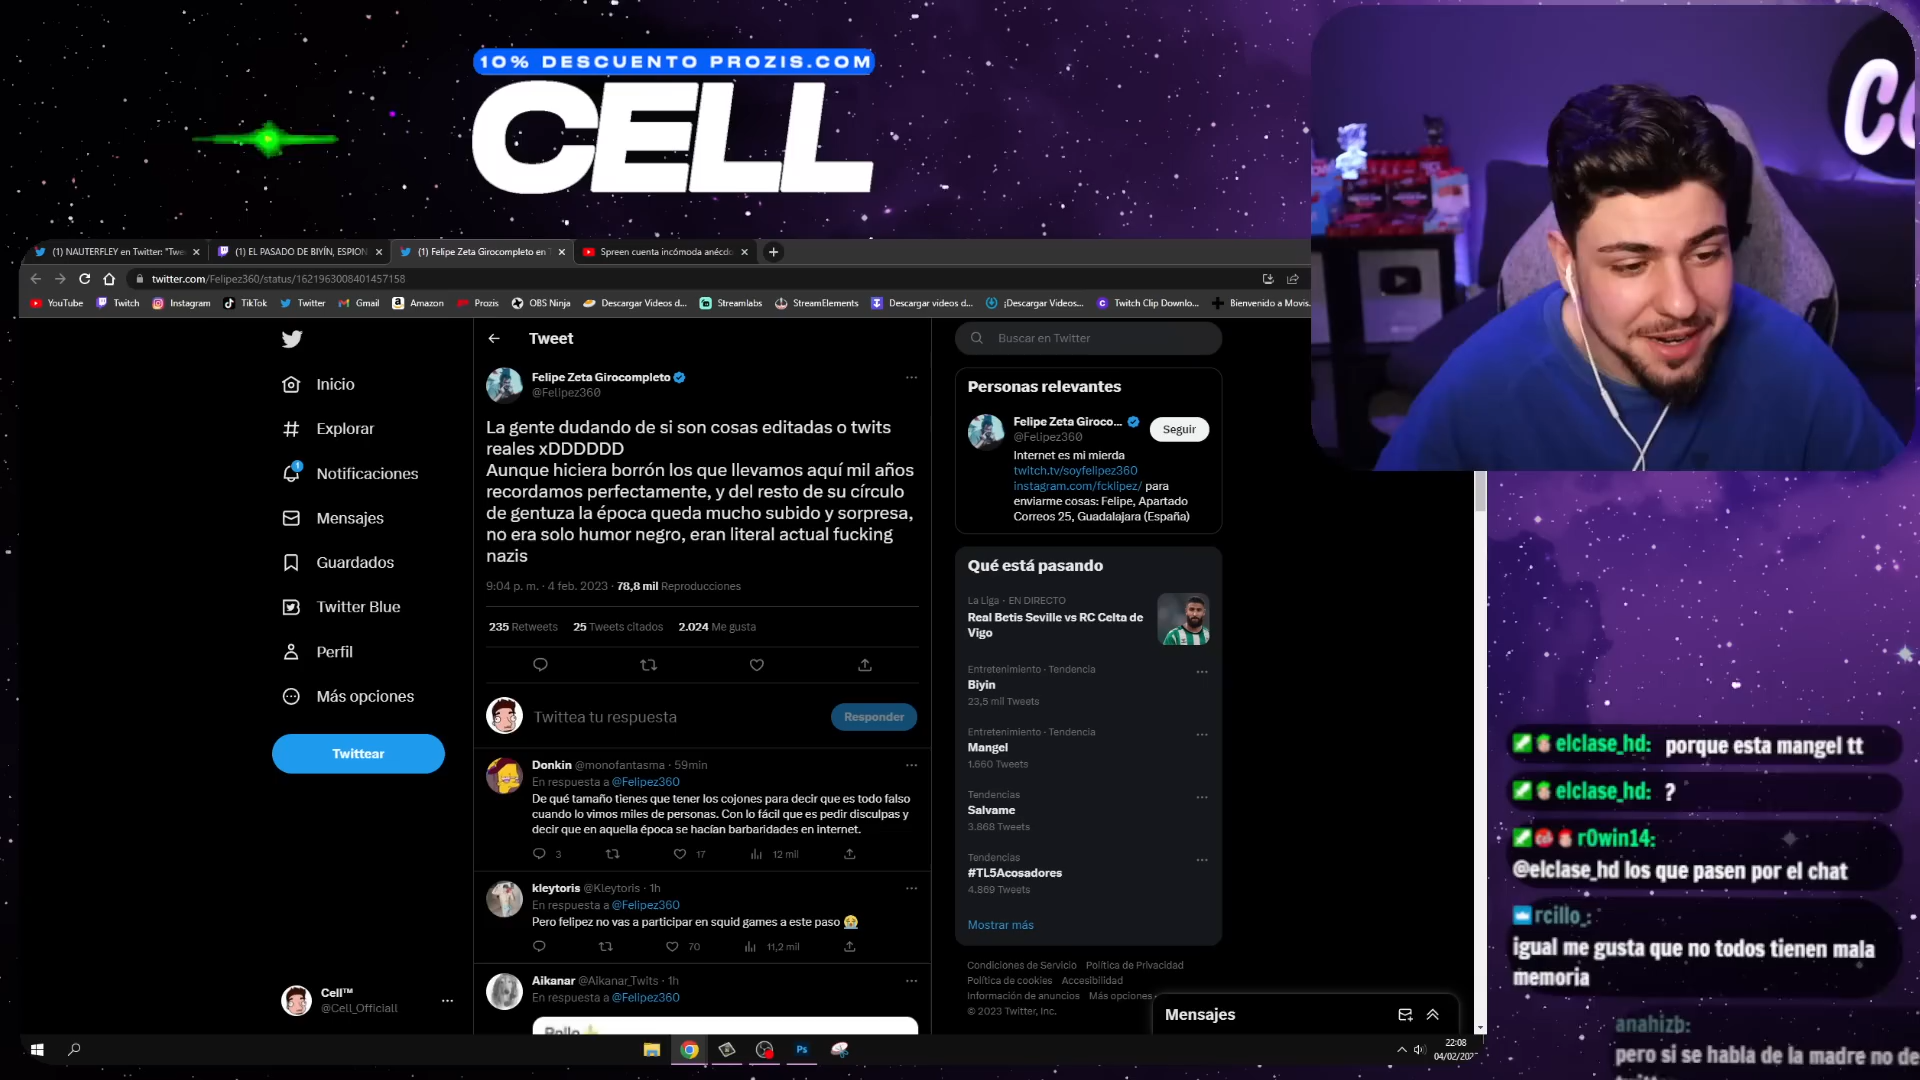 10% DESCUENTO PROZIS.COM
CELL
(1) NAUTERFLEY en Twitter: "Twe
(1) EL PASADO DE BIYÍN, ESPION
(1) Felipe Zeta Girocompleto en
Spreen cuenta incómoda anécdo
twitter.com/Felipez360/status/1621963008401457158
YouTube
Twitch
Instagram
TikTok
Twitter
Gmail
Amazon
Prozis
OBS Ninja
Descargar Videos d...
Streamlabs
StreamElements
Descargar videos d...
¡Descargar Videos...
Twitch Clip Downlo...
Bienvenido a Movis.
Inicio
Explorar
1
Notificaciones
Mensajes
Guardados
Twitter Blue
Perfil
Más opciones
Twittear
Cell™
@Cell_Officiall
Tweet
Felipe Zeta Girocompleto
@Felipez360
La gente dudando de si son cosas editadas o twits
reales xDDDDDD
Aunque hiciera borrón los que llevamos aquí mil años
recordamos perfectamente, y del resto de su círculo
de gentuza la época queda mucho subido y sorpresa,
no era solo humor negro, eran literal actual fucking
nazis
9:04 p. m. · 4 feb. 2023 · 78,8 mil Reproducciones
235 Retweets 25 Tweets citados 2.024 Me gusta
Twittea tu respuesta
Responder
Donkin @monofantasma · 59min
En respuesta a @Felipez360
De qué tamaño tienes que tener los cojones para decir que es todo falso
cuando lo vimos miles de personas. Con lo fácil que es pedir disculpas y
decir que en aquella época se hacían barbaridades en internet.
3 17 12 mil
kleytoris @Kleytoris · 1h
En respuesta a @Felipez360
Pero felipez no vas a participar en squid games a este paso 😭
70 11,2 mil
Aikanar @Aikanar_Twits · 1h
En respuesta a @Felipez360
Buscar en Twitter
Personas relevantes
Felipe Zeta Giroco...
@Felipez360
Seguir
Internet es mi mierda
twitch.tv/soyfelipez360
instagram.com/fcklipez/ para
enviarme cosas: Felipe, Apartado
Correos 25, Guadalajara (España)
Qué está pasando
La Liga · EN DIRECTO
Real Betis Seville vs RC Celta de
Vigo
Entretenimiento · Tendencia
Biyin
23,5 mil Tweets
Entretenimiento · Tendencia
Mangel
1.660 Tweets
Tendencias
Salvame
3.868 Tweets
Tendencias
#TL5Acosadores
4.869 Tweets
Mostrar más
Condiciones de Servicio Política de Privacidad
Política de cookies Accesibilidad
Información de anuncios Más opciones
© 2023 Twitter, Inc.
Mensajes
elclase_hd: porque esta mangel tt
elclase_hd: ?
r0win14:
@elclase_hd los que pasen por el chat
rcillo_:
igual me gusta que no todos tienen mala
memoria
anahizb:
pero si se habla de la madre no de
Ps
22:08